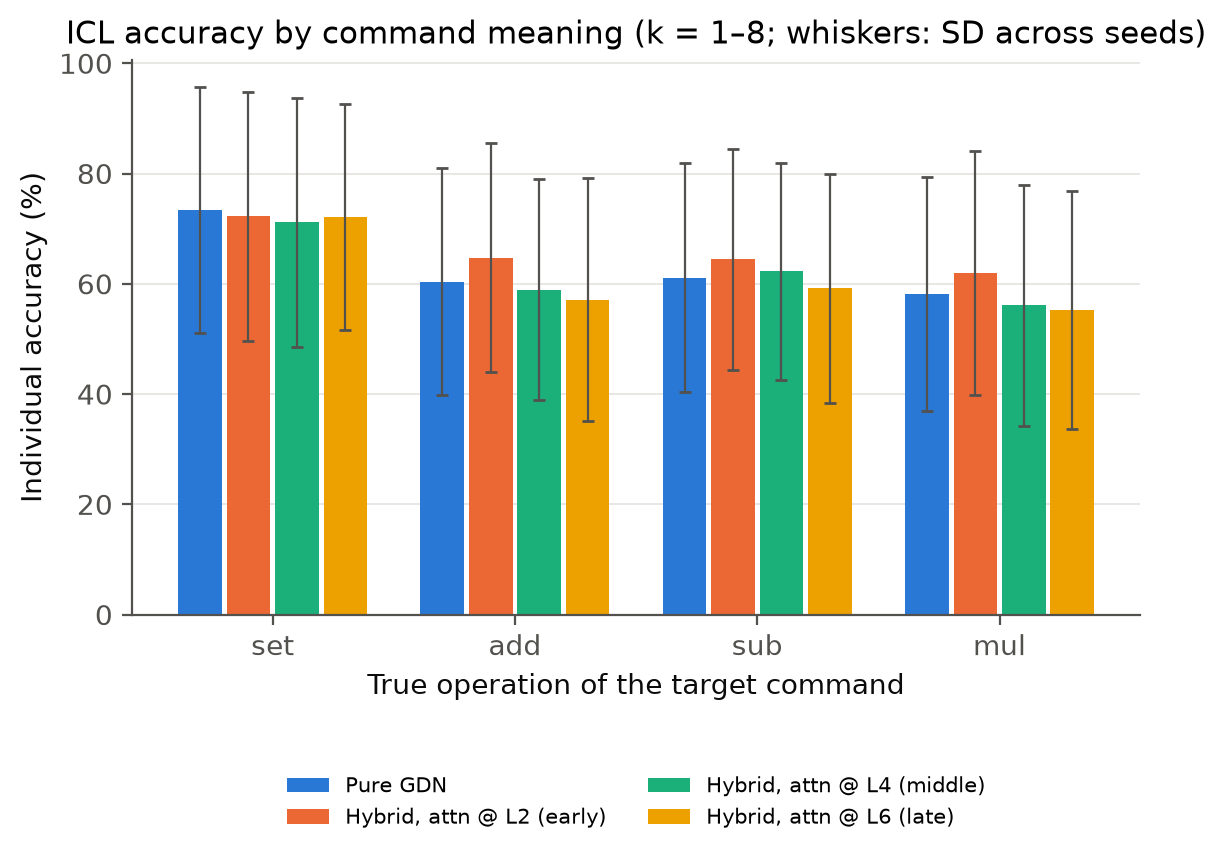 ICL accuracy by command meaning (k = 1–8; whiskers: SD across seeds)
100
80
60
40
20
0
Individual accuracy (%)
set add sub mul
True operation of the target command
Pure GDN
Hybrid, attn @ L2 (early)
Hybrid, attn @ L4 (middle)
Hybrid, attn @ L6 (late)